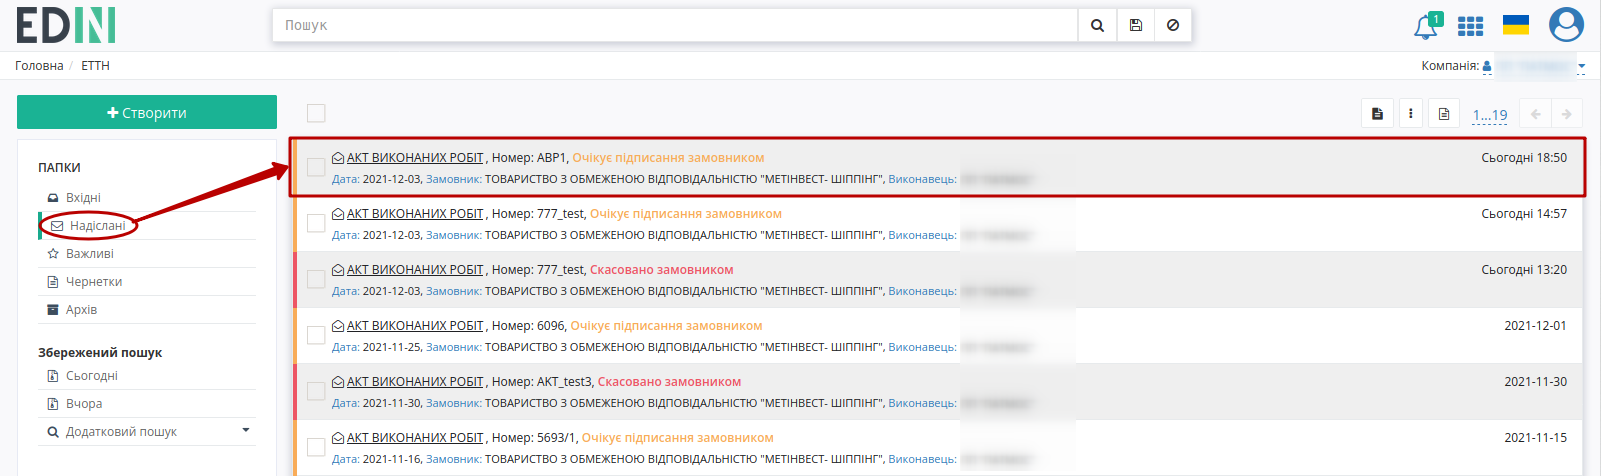 EDIN
Пошук
1
Головна / ЕТТН
Компанія:
Створити
1...19
ПАПКИ
Вхідні
Надіслані
Важливі
Чернетки
Архів
Збережений пошук
Сьогодні
Вчора
Додатковий пошук
АКТ ВИКОНАНИХ РОБІТ , Номер: АВР1, Очікує підписання замовником Сьогодні 18:50
Дата: 2021-12-03, Замовник: ТОВАРИСТВО З ОБМЕЖЕНОЮ ВІДПОВІДАЛЬНІСТЮ "МЕТІНВЕСТ- ШІППІНГ", Виконавець:
АКТ ВИКОНАНИХ РОБІТ , Номер: 777_test, Очікує підписання замовником Сьогодні 14:57
Дата: 2021-12-03, Замовник: ТОВАРИСТВО З ОБМЕЖЕНОЮ ВІДПОВІДАЛЬНІСТЮ "МЕТІНВЕСТ- ШІППІНГ", Виконавець:
АКТ ВИКОНАНИХ РОБІТ , Номер: 777_test, Скасовано замовником Сьогодні 13:20
Дата: 2021-12-03, Замовник: ТОВАРИСТВО З ОБМЕЖЕНОЮ ВІДПОВІДАЛЬНІСТЮ "МЕТІНВЕСТ- ШІППІНГ", Виконавець:
АКТ ВИКОНАНИХ РОБІТ , Номер: 6096, Очікує підписання замовником 2021-12-01
Дата: 2021-11-25, Замовник: ТОВАРИСТВО З ОБМЕЖЕНОЮ ВІДПОВІДАЛЬНІСТЮ "МЕТІНВЕСТ- ШІППІНГ", Виконавець:
АКТ ВИКОНАНИХ РОБІТ , Номер: AKT_test3, Скасовано замовником 2021-11-30
Дата: 2021-11-30, Замовник: ТОВАРИСТВО З ОБМЕЖЕНОЮ ВІДПОВІДАЛЬНІСТЮ "МЕТІНВЕСТ- ШІППІНГ", Виконавець:
АКТ ВИКОНАНИХ РОБІТ , Номер: 5693/1, Очікує підписання замовником 2021-11-15
Дата: 2021-11-16, Замовник: ТОВАРИСТВО З ОБМЕЖЕНОЮ ВІДПОВІДАЛЬНІСТЮ "МЕТІНВЕСТ- ШІППІНГ", Виконавець: